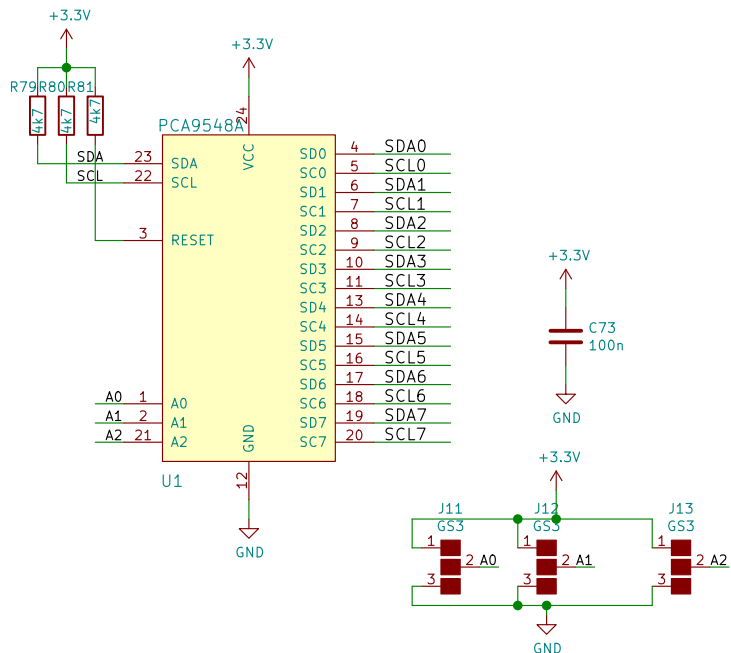 +3.3V
+3.3V
R79 R80 R81
4k7 4k7 4k7
PCA9548A
24
VCC
SDA 23 SDA
SCL 22 SCL
3 RESET
A0 1 A0
A1 2 A1
A2 21 A2
SD0 4 SDA0
SC0 5 SCL0
SD1 6 SDA1
SC1 7 SCL1
SD2 8 SDA2
SC2 9 SCL2
SD3 10 SDA3
SC3 11 SCL3
SD4 13 SDA4
SC4 14 SCL4
SD5 15 SDA5
SC5 16 SCL5
SD6 17 SDA6
SC6 18 SCL6
SD7 19 SDA7
SC7 20 SCL7
GND
12
U1
GND
+3.3V
C73
100n
GND
+3.3V
J11 J12 J13
GS3 GS3 GS3
1 1 1
2 A0 2 A1 2 A2
3 3 3
GND